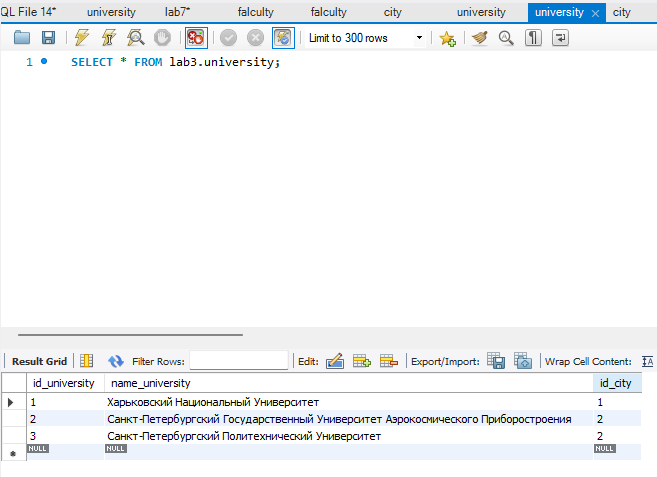 QL File 14* university lab7* falculty falculty city university university city
Limit to 300 rows
1 SELECT * FROM lab3.university;
Result Grid Filter Rows: Edit: Export/Import: Wrap Cell Content: IA
id_university name_university id_city
1 Харьковский Национальный Университет 1
2 Санкт-Петербургский Государственный Университет Аэрокосмического Приборостроения 2
3 Санкт-Петербургский Политехнический Университет 2
NULL NULL NULL